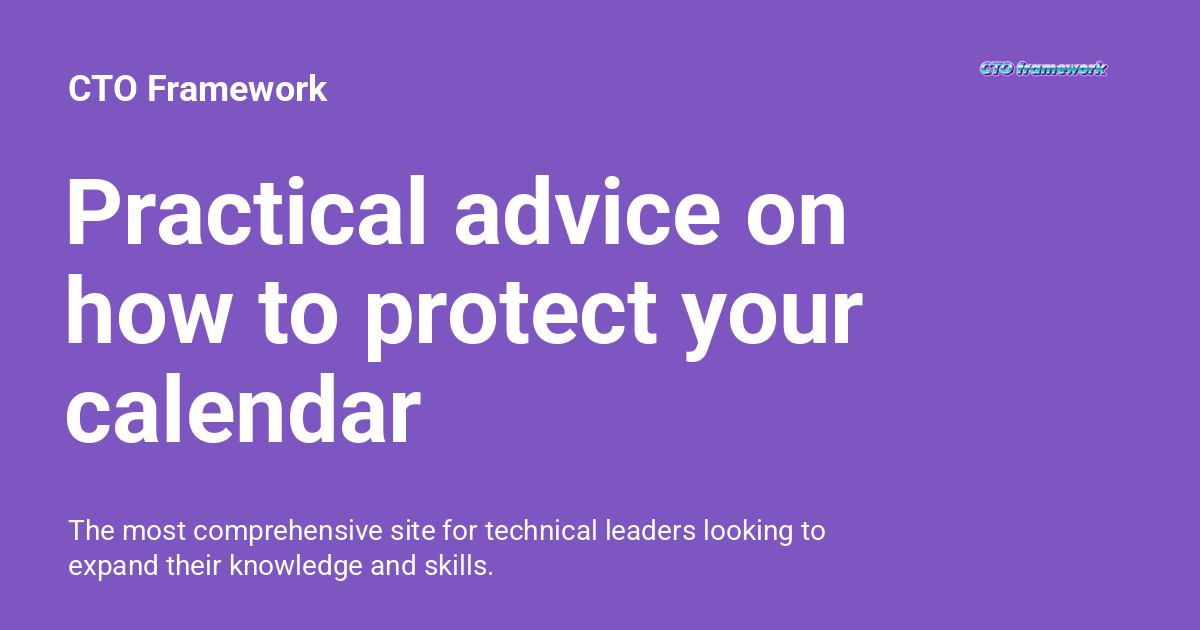 CTO Framework
CTO framework
Practical advice on
how to protect your
calendar
The most comprehensive site for technical leaders looking to
expand their knowledge and skills.